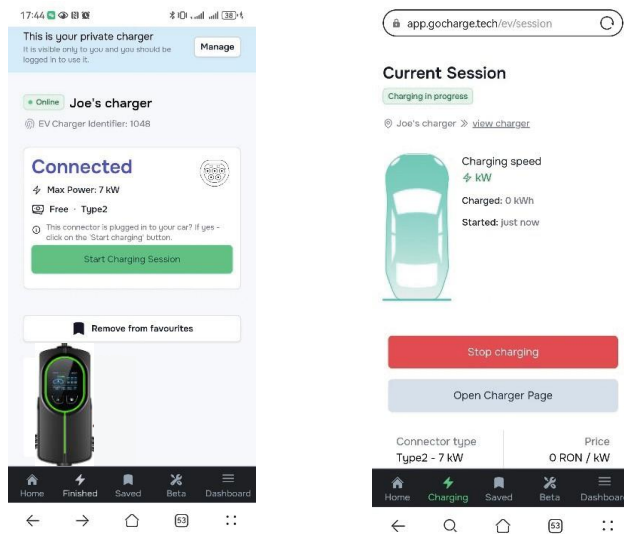 17:44
38
This is your private charger
It is visible only to you and you should be
logged in to use it.
Manage
Online
Joe's charger
EV Charger Identifier: 1048
Connected
Max Power: 7 kW
Free · Type2
This connector is plugged in to your car? If yes -
click on the 'Start charging' button.
Start Charging Session
Remove from favourites
Home
Finished
Saved
Beta
Dashboard
53
app.gocharge.tech/ev/session
Current Session
Charging in progress
Joe's charger
view charger
Charging speed
kW
Charged: 0 kWh
Started: just now
Stop charging
Open Charger Page
Connector type
Type2 - 7 kW
Price
0 RON / kW
Home
Charging
Saved
Beta
Dashboar
53